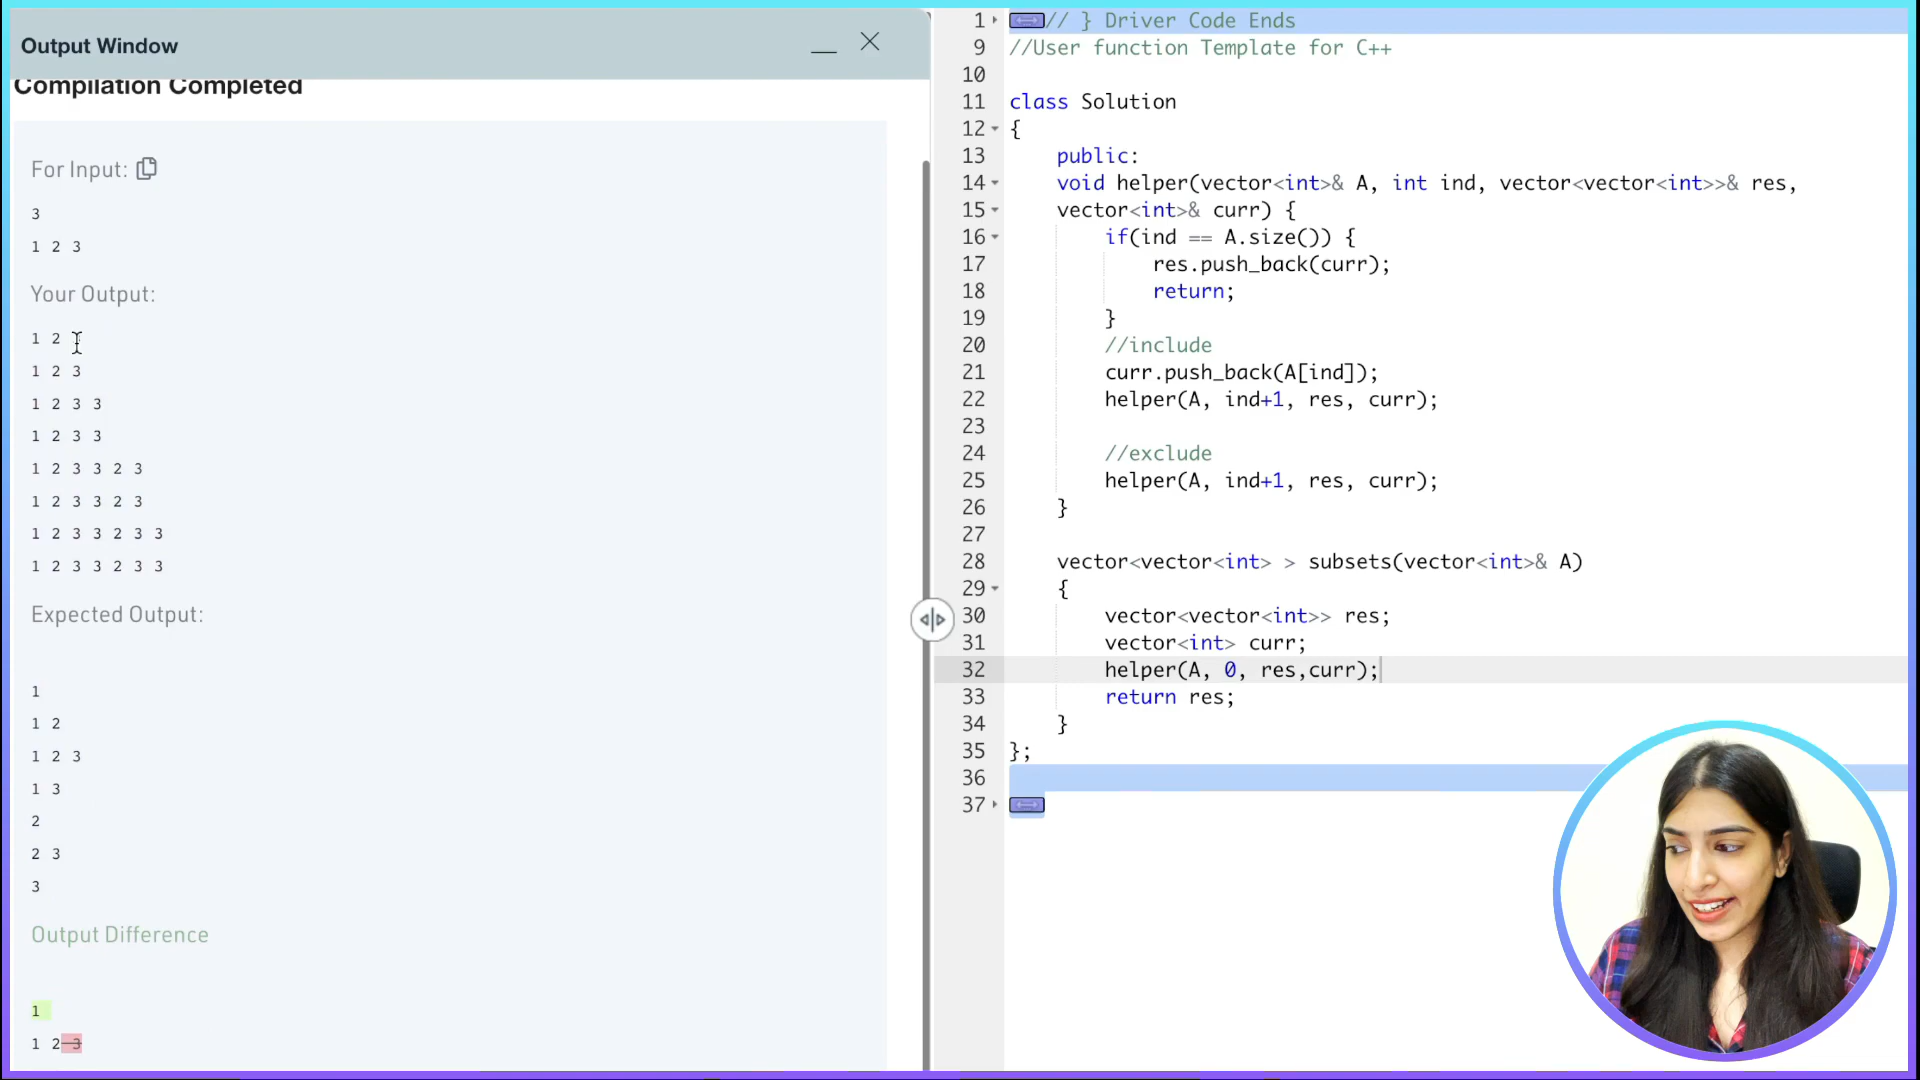 Output Window
Compilation Completed
For Input:
3
1 2 3
Your Output:
1 2
1 2 3
1 2 3 3
1 2 3 3
1 2 3 3 2 3
1 2 3 3 2 3
1 2 3 3 2 3 3
1 2 3 3 2 3 3
Expected Output:
1
1 2
1 2 3
1 3
2
2 3
3
Output Difference
1
1 2 3
1 // } Driver Code Ends
9 //User function Template for C++
10
11 class Solution
12 {
13 public:
14 void helper(vector<int>& A, int ind, vector<vector<int>>& res,
15 vector<int>& curr) {
16 if(ind == A.size()) {
17 res.push_back(curr);
18 return;
19 }
20 //include
21 curr.push_back(A[ind]);
22 helper(A, ind+1, res, curr);
23
24 //exclude
25 helper(A, ind+1, res, curr);
26 }
27
28 vector<vector<int> > subsets(vector<int>& A)
29 {
30 vector<vector<int>> res;
31 vector<int> curr;
32 helper(A, 0, res,curr);
33 return res;
34 }
35 };
36
37